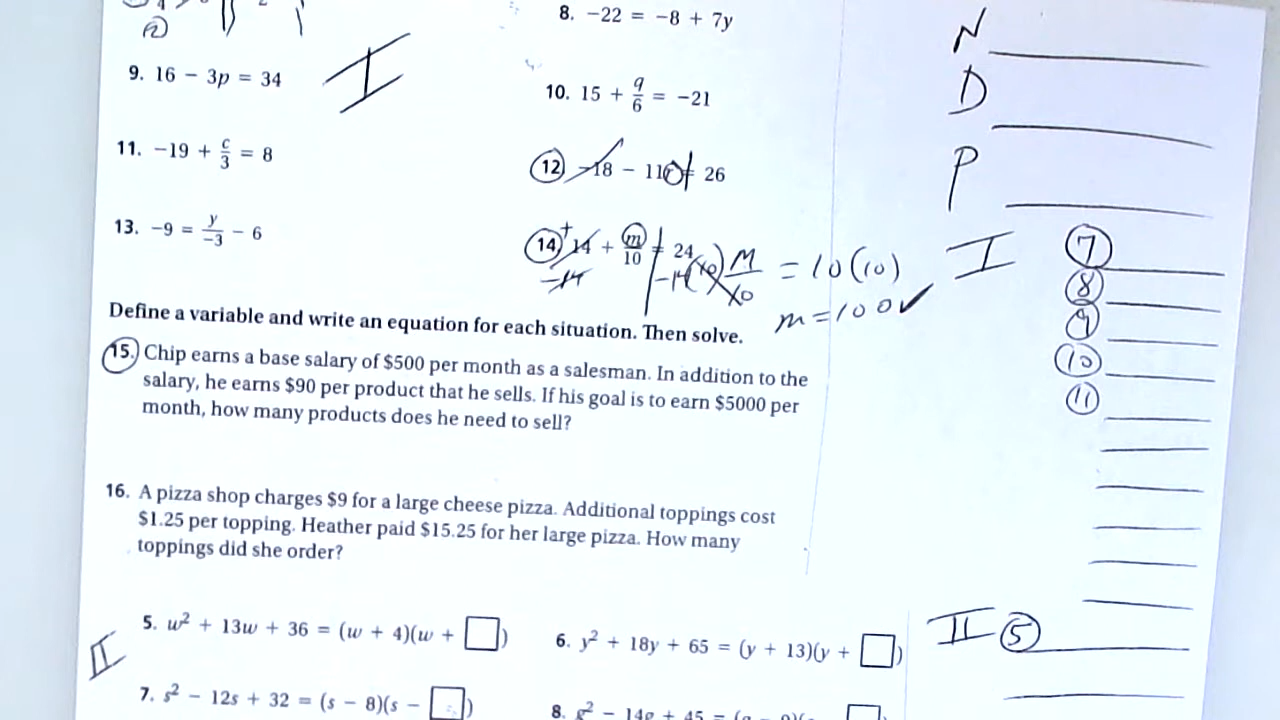 8. −22 = −8 + 7y
N
9. 16 − 3p = 34
I
10. 15 + q/6 = −21
D
11. −19 + c/3 = 8
12 −18 − 11 = 26
P
13. −9 = y/−3 − 6
14 + 14 + m/10 = 24
−14 −14 (10) M/10 = 10(10)
m = 100 ✓
I 7
8
9
10
11
Define a variable and write an equation for each situation. Then solve.
15. Chip earns a base salary of $500 per month as a salesman. In addition to the
salary, he earns $90 per product that he sells. If his goal is to earn $5000 per
month, how many products does he need to sell?
16. A pizza shop charges $9 for a large cheese pizza. Additional toppings cost
$1.25 per topping. Heather paid $15.25 for her large pizza. How many
toppings did she order?
II
5. w² + 13w + 36 = (w + 4)(w + □)
6. y² + 18y + 65 = (y + 13)(y + □)
II 5
7. s² − 12s + 32 = (s − 8)(s − □)
8.